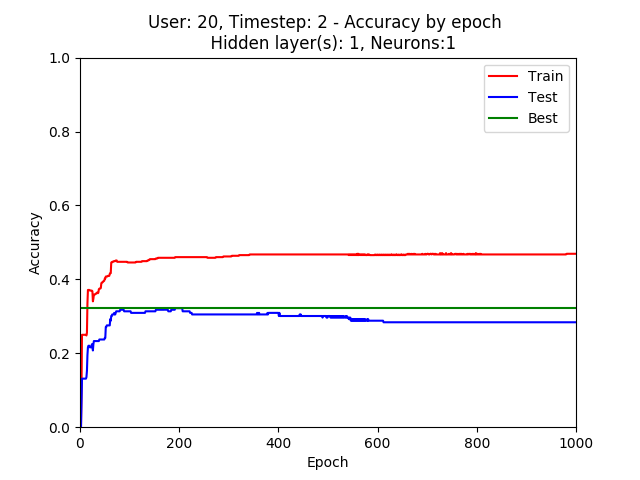 User: 20, Timestep: 2 - Accuracy by epoch
Hidden layer(s): 1, Neurons:1
1.0
Train
Test
Best
0.8
0.6
Accuracy
0.4
0.2
0.0
0 200 400 600 800 1000
Epoch